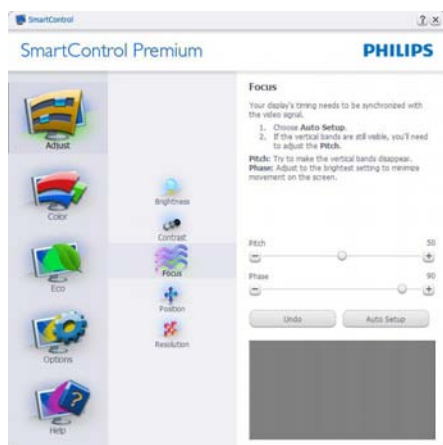 SmartControl
SmartControl Premium
PHILIPS
Adjust
Color
Eco
Options
Help
Brightness
Contrast
Focus
Position
Resolution
Focus
Your display's timing needs to be synchronized with
the video signal.
1. Choose Auto Setup.
2. If the vertical bands are still visible, you'll need
to adjust the Pitch.
Pitch: Try to make the vertical bands disappear.
Phase: Adjust to the brightest setting to minimize
movement on the screen.
Pitch 50
Phase 90
Undo Auto Setup